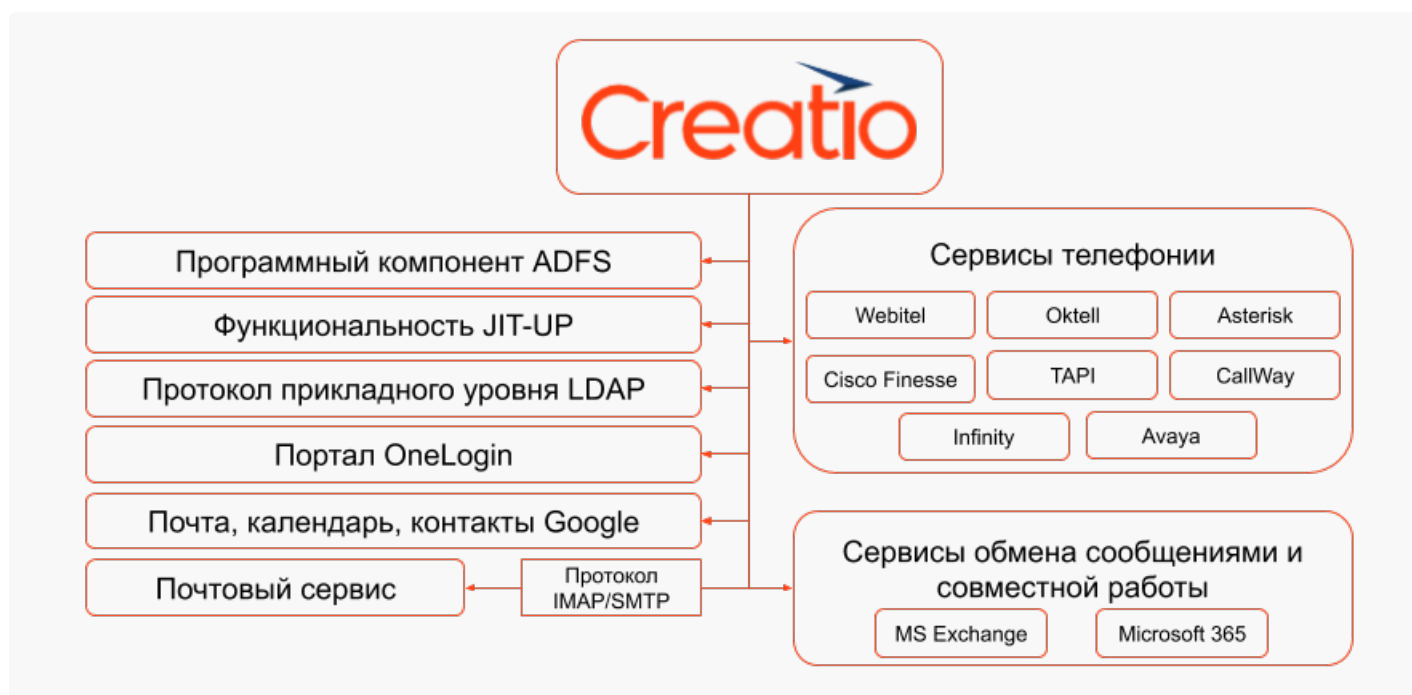 Creatio
Программный компонент ADFS
Функциональность JIT-UP
Протокол прикладного уровня LDAP
Портал OneLogin
Почта, календарь, контакты Google
Почтовый сервис
Протокол
IMAP/SMTP
Сервисы телефонии
Webitel
Oktell
Asterisk
Cisco Finesse
TAPI
CallWay
Infinity
Avaya
Сервисы обмена сообщениями и
совместной работы
MS Exchange
Microsoft 365